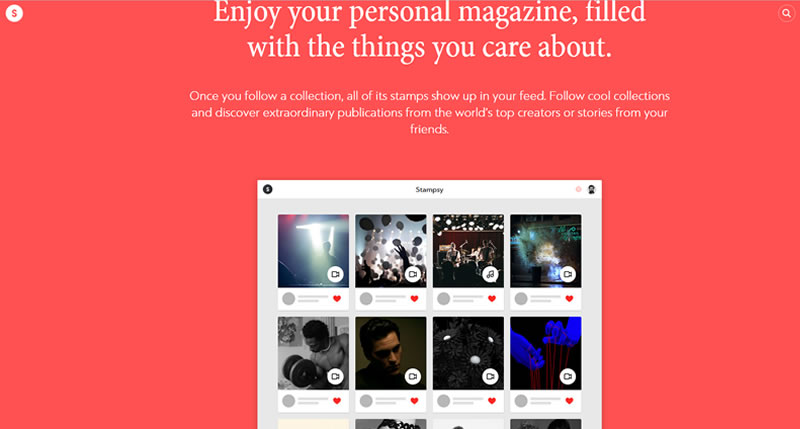 S
Enjoy your personal magazine, filled
with the things you care about.
Once you follow a collection, all of its stamps show up in your feed. Follow cool collections
and discover extraordinary publications from the world's top creators or stories from your
friends.
S
Stampsy